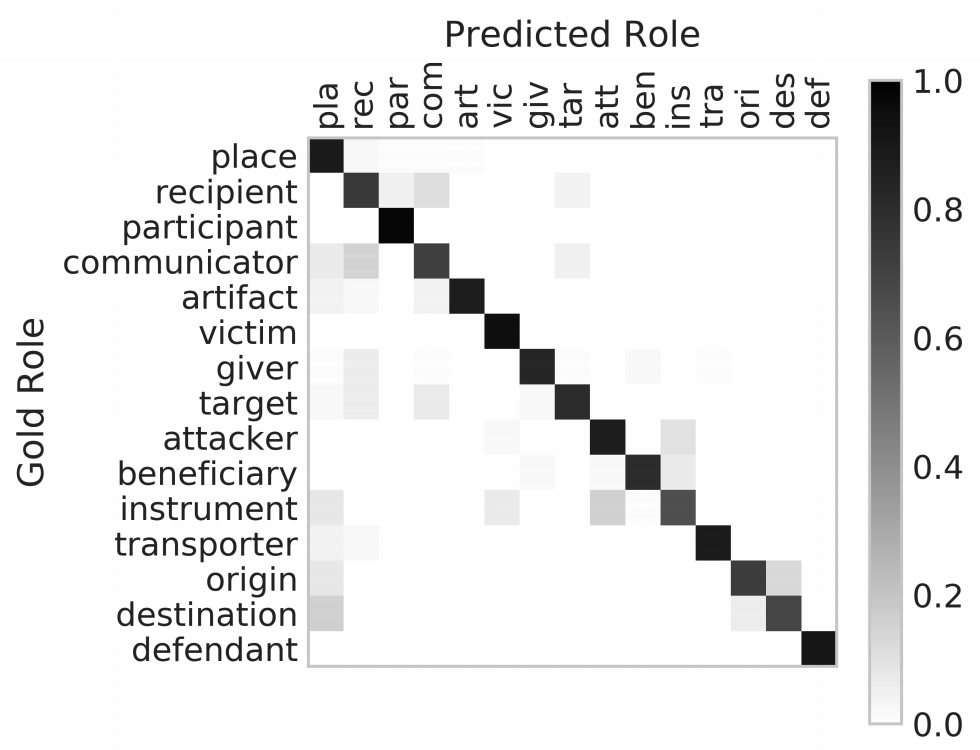 Predicted Role
pla rec par com art vic giv tar att ben ins tra ori des def
Gold Role
place
recipient
participant
communicator
artifact
victim
giver
target
attacker
beneficiary
instrument
transporter
origin
destination
defendant
1.0
0.8
0.6
0.4
0.2
0.0